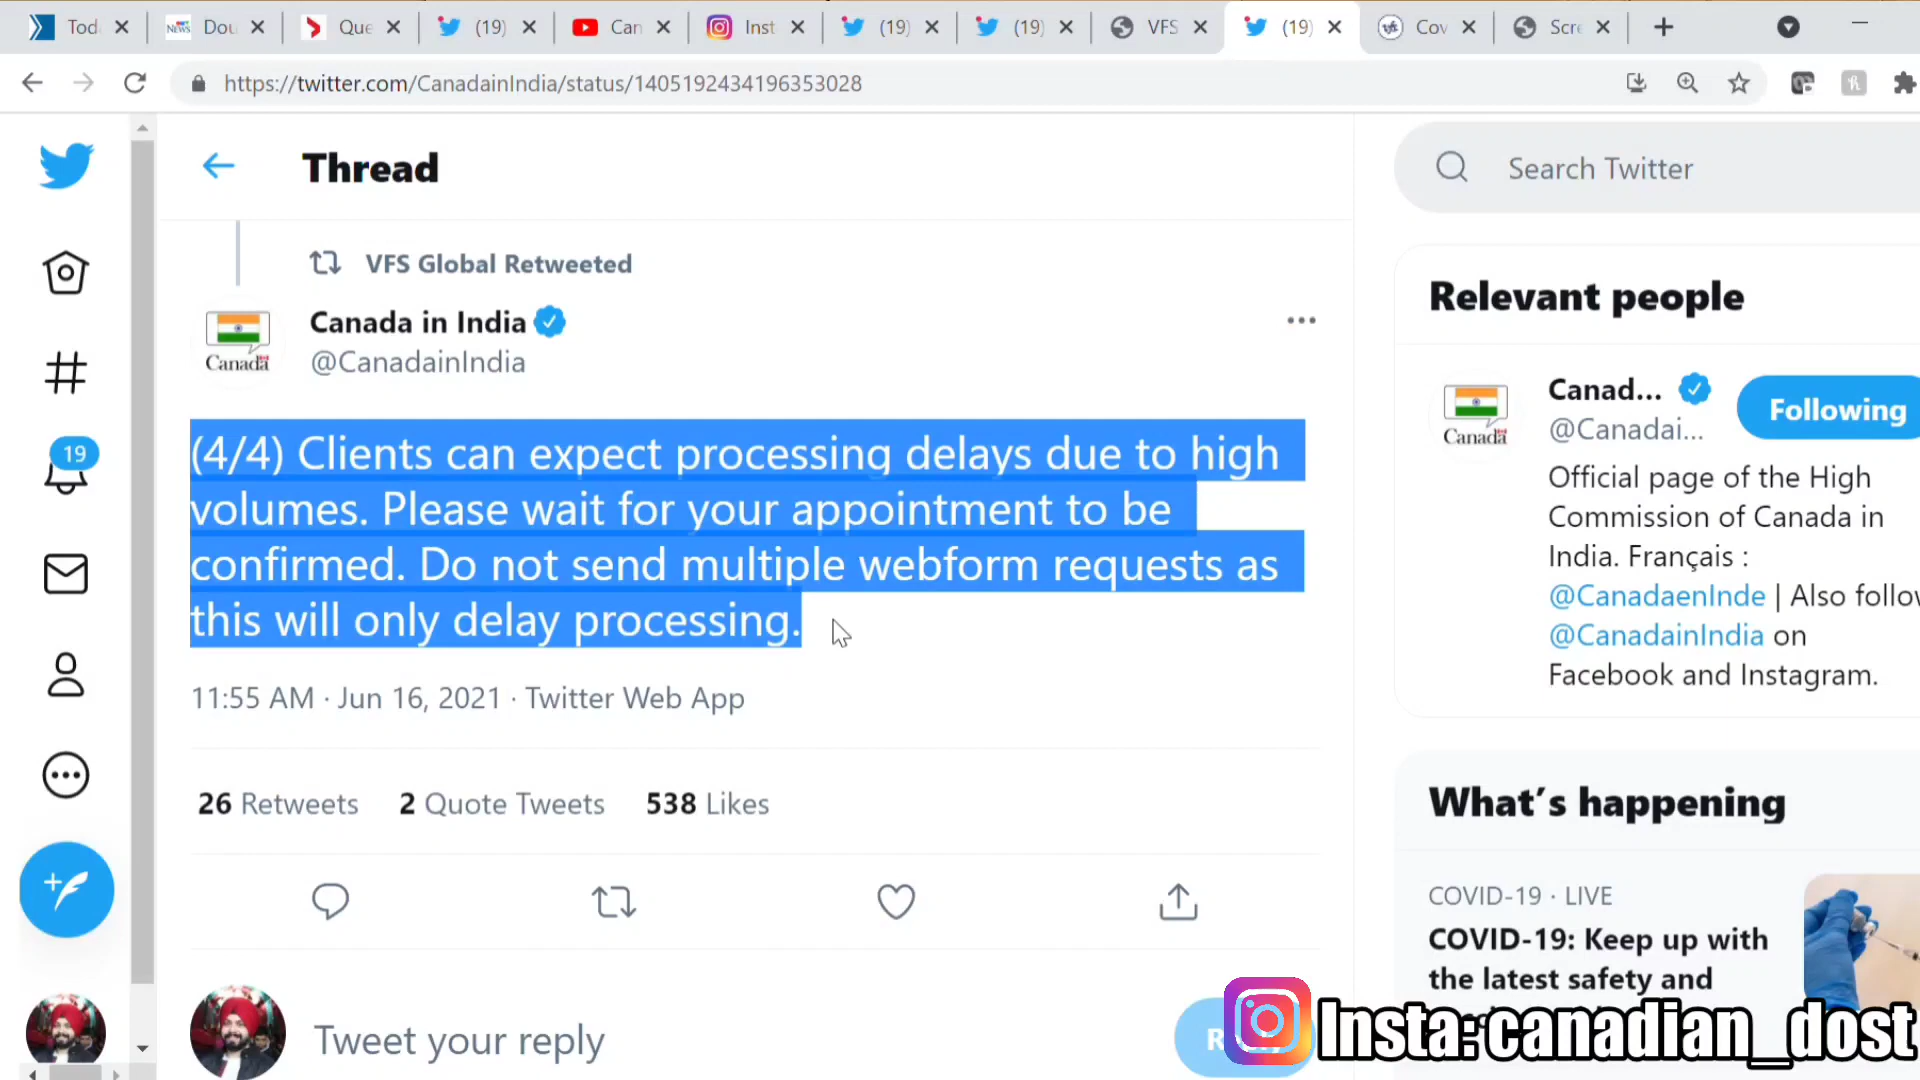 Tod
Dou
Que
(19)
Can
Inst
(19)
(19)
VFS
(19)
Cov
Scre
https://twitter.com/CanadainIndia/status/1405192434196353028
Thread
Search Twitter
VFS Global Retweeted
Canada in India
@CanadainIndia
Canada
(4/4) Clients can expect processing delays due to high
volumes. Please wait for your appointment to be
confirmed. Do not send multiple webform requests as
this will only delay processing.
11:55 AM · Jun 16, 2021 · Twitter Web App
26 Retweets 2 Quote Tweets 538 Likes
Tweet your reply
19
Relevant people
Canad...
@Canadai...
Following
Canada
Official page of the High
Commission of Canada in
India. Français :
@CanadaenInde | Also follow
@CanadainIndia on
Facebook and Instagram.
What's happening
COVID-19 · LIVE
COVID-19: Keep up with
the latest safety and
Insta: canadian_dost